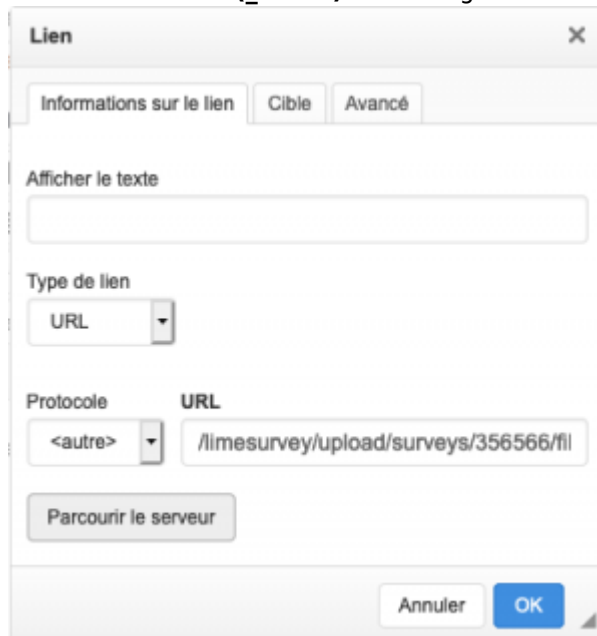 Lien
Informations sur le lien Cible Avancé
Afficher le texte
Type de lien
URL
Protocole URL
<autre> /limesurvey/upload/surveys/356566/fil
Parcourir le serveur
Annuler OK